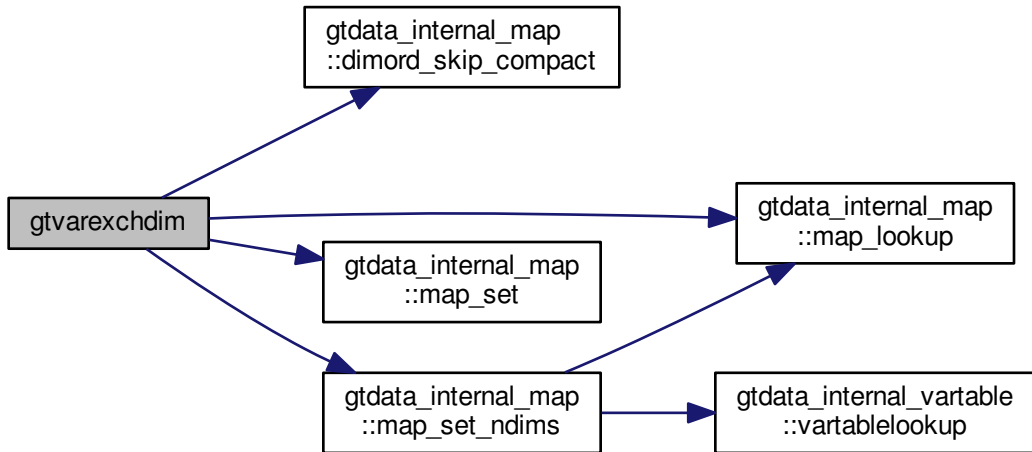 gtdata_internal_map
::dimord_skip_compact
gtvarexchdim
gtdata_internal_map
::map_lookup
gtdata_internal_map
::map_set
gtdata_internal_map
::map_set_ndims
gtdata_internal_vartable
::vartablelookup